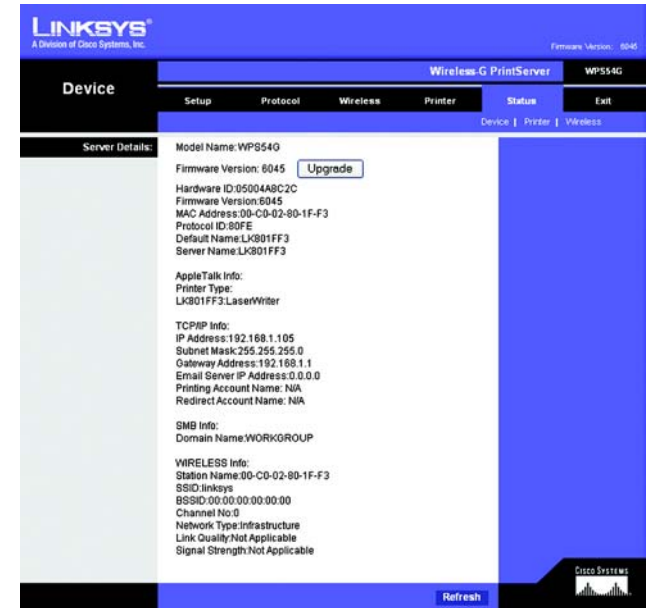 LINKSYS®
A Division of Cisco Systems, Inc.
Firmware Version: 6045
Device
Wireless-G PrintServer WPS54G
Setup Protocol Wireless Printer Status Exit
Device | Printer | Wireless
Server Details:
Model Name:WPS54G
Firmware Version: 6045 Upgrade
Hardware ID:05004A8C2C
Firmware Version:6045
MAC Address:00-C0-02-80-1F-F3
Protocol ID:80FE
Default Name:LK801FF3
Server Name:LK801FF3
AppleTalk Info:
Printer Type:
LK801FF3:LaserWriter
TCP/IP Info:
IP Address:192.168.1.105
Subnet Mask:255.255.255.0
Gateway Address:192.168.1.1
Email Server IP Address:0.0.0.0
Printing Account Name: N/A
Redirect Account Name: N/A
SMB Info:
Domain Name:WORKGROUP
WIRELESS Info:
Station Name:00-C0-02-80-1F-F3
SSID:linksys
BSSID:00:00:00:00:00:00
Channel No:0
Network Type:Infrastructure
Link Quality:Not Applicable
Signal Strength:Not Applicable
Refresh
CISCO SYSTEMS